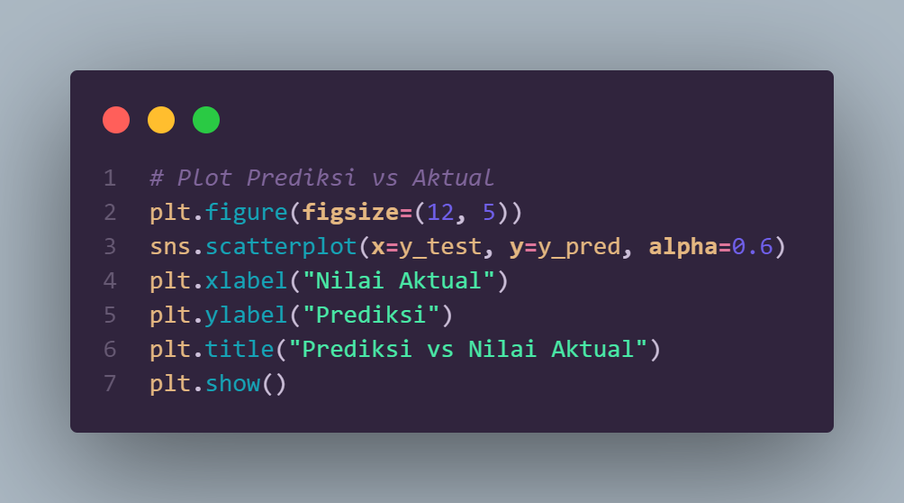 1 # Plot Prediksi vs Aktual
2 plt.figure(figsize=(12, 5))
3 sns.scatterplot(x=y_test, y=y_pred, alpha=0.6)
4 plt.xlabel("Nilai Aktual")
5 plt.ylabel("Prediksi")
6 plt.title("Prediksi vs Nilai Aktual")
7 plt.show()